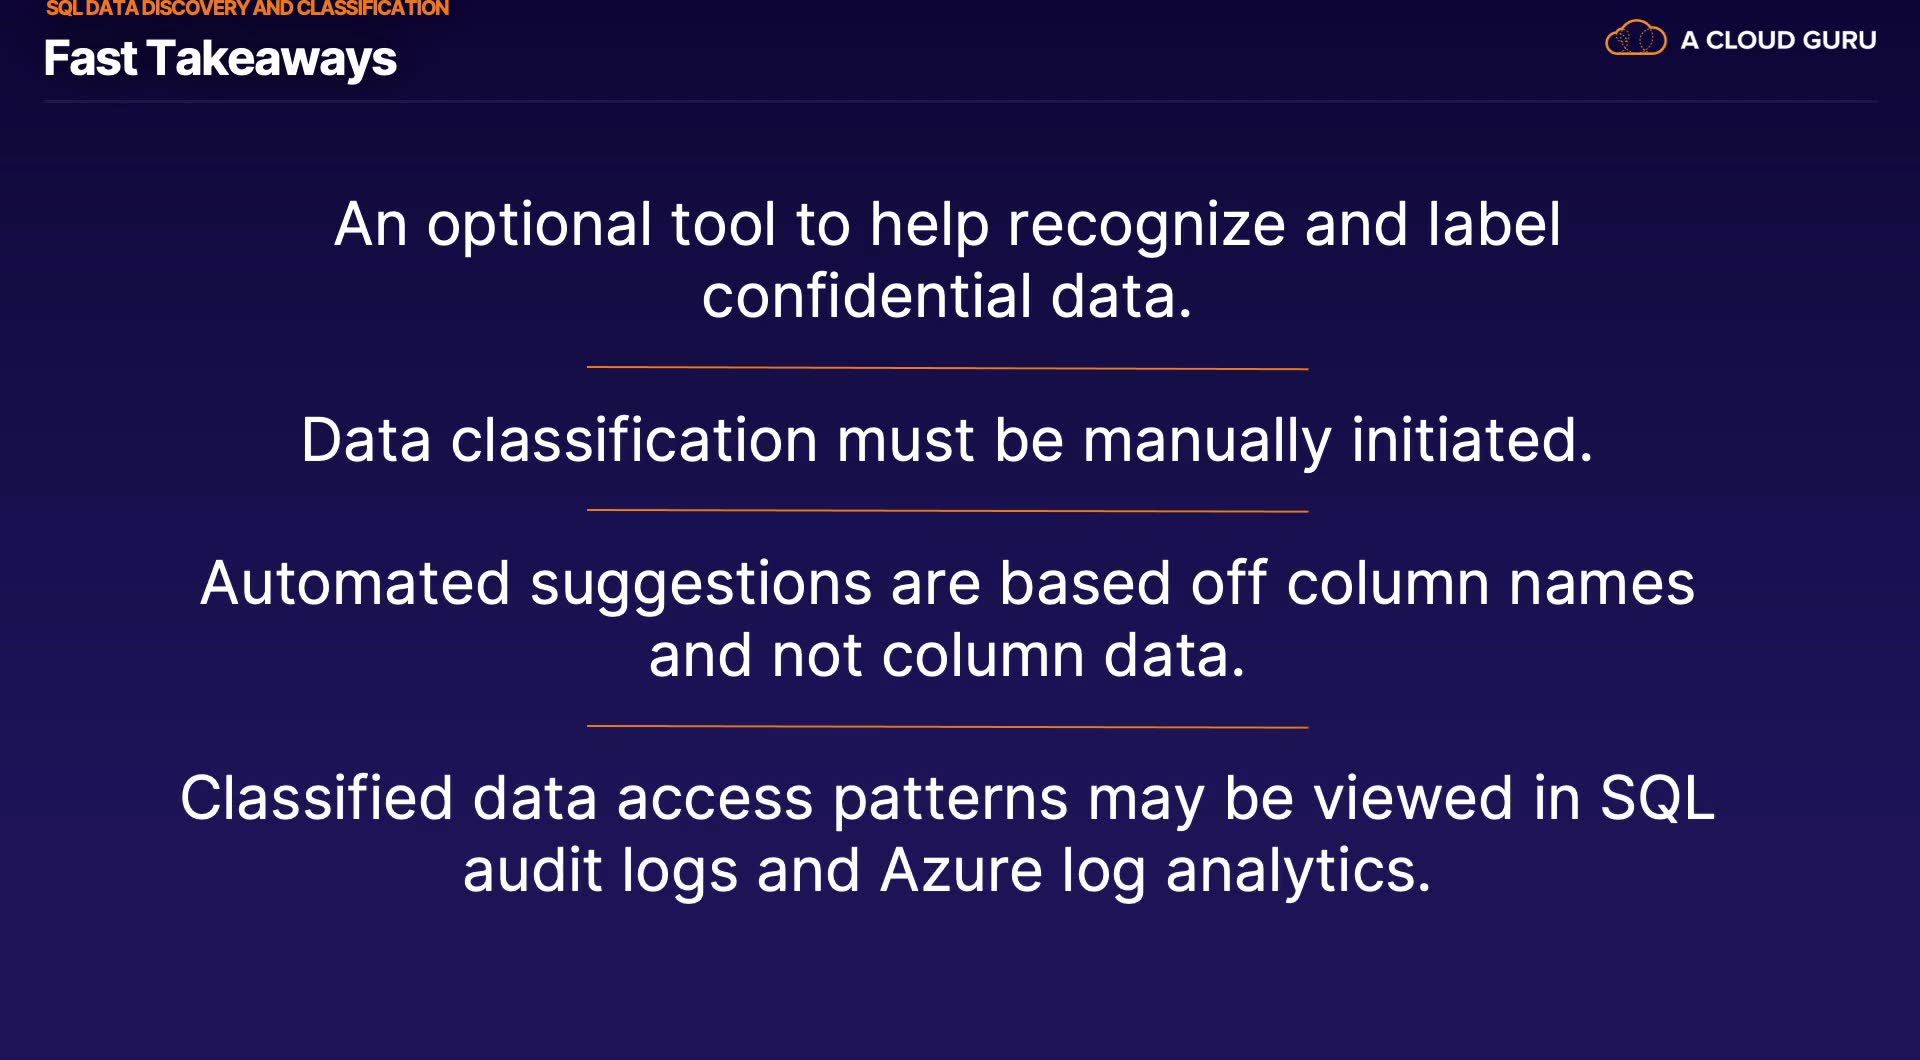 SQL DATA DISCOVERY AND CLASSIFICATION
Fast Takeaways
A CLOUD GURU
An optional tool to help recognize and label
confidential data.
Data classification must be manually initiated.
Automated suggestions are based off column names
and not column data.
Classified data access patterns may be viewed in SQL
audit logs and Azure log analytics.